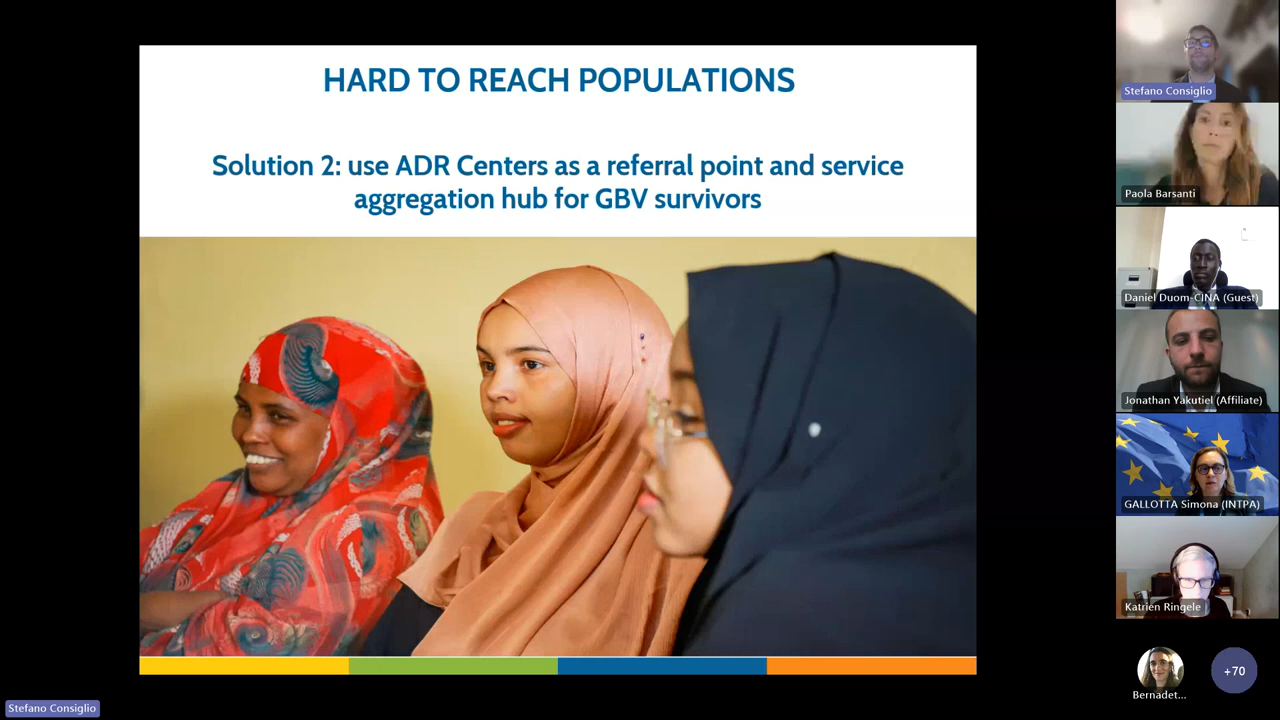 HARD TO REACH POPULATIONS
Solution 2: use ADR Centers as a referral point and service
aggregation hub for GBV survivors
Stefano Consiglio
Paola Barsanti
Daniel Duom-CINA (Guest)
Jonathan Yakutiel (Affiliate)
GALLOTTA Simona (INTPA)
Katrien Ringele
Bernadet...
+70
Stefano Consiglio